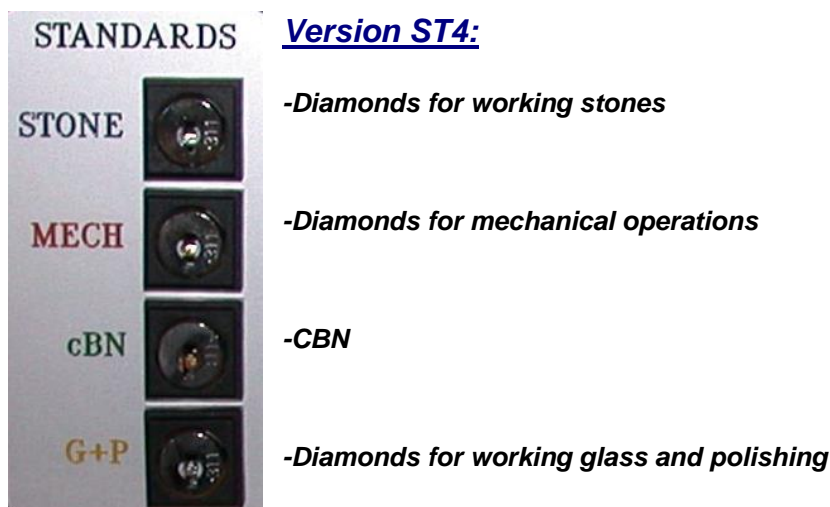 STANDARDS
Version ST4:
STONE
-Diamonds for working stones
MECH
-Diamonds for mechanical operations
cBN
-CBN
G+P
-Diamonds for working glass and polishing